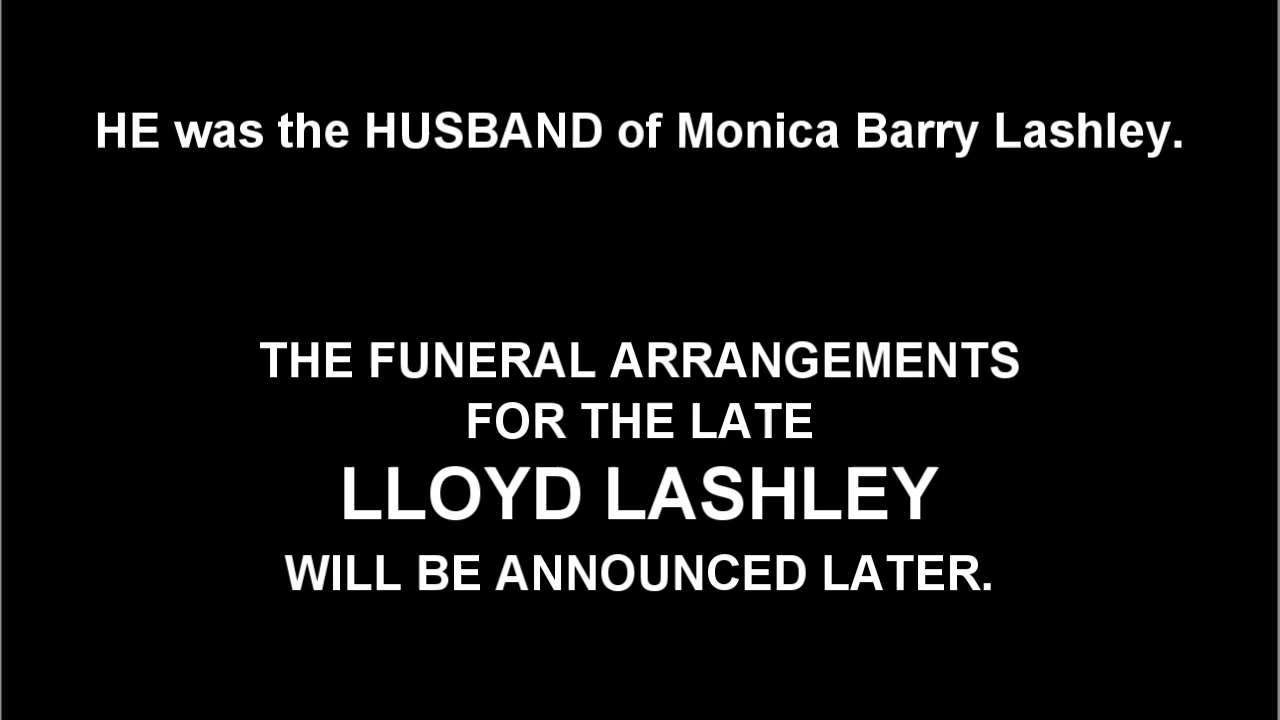 HE was the HUSBAND of Monica Barry Lashley.
THE FUNERAL ARRANGEMENTS
FOR THE LATE
LLOYD LASHLEY
WILL BE ANNOUNCED LATER.